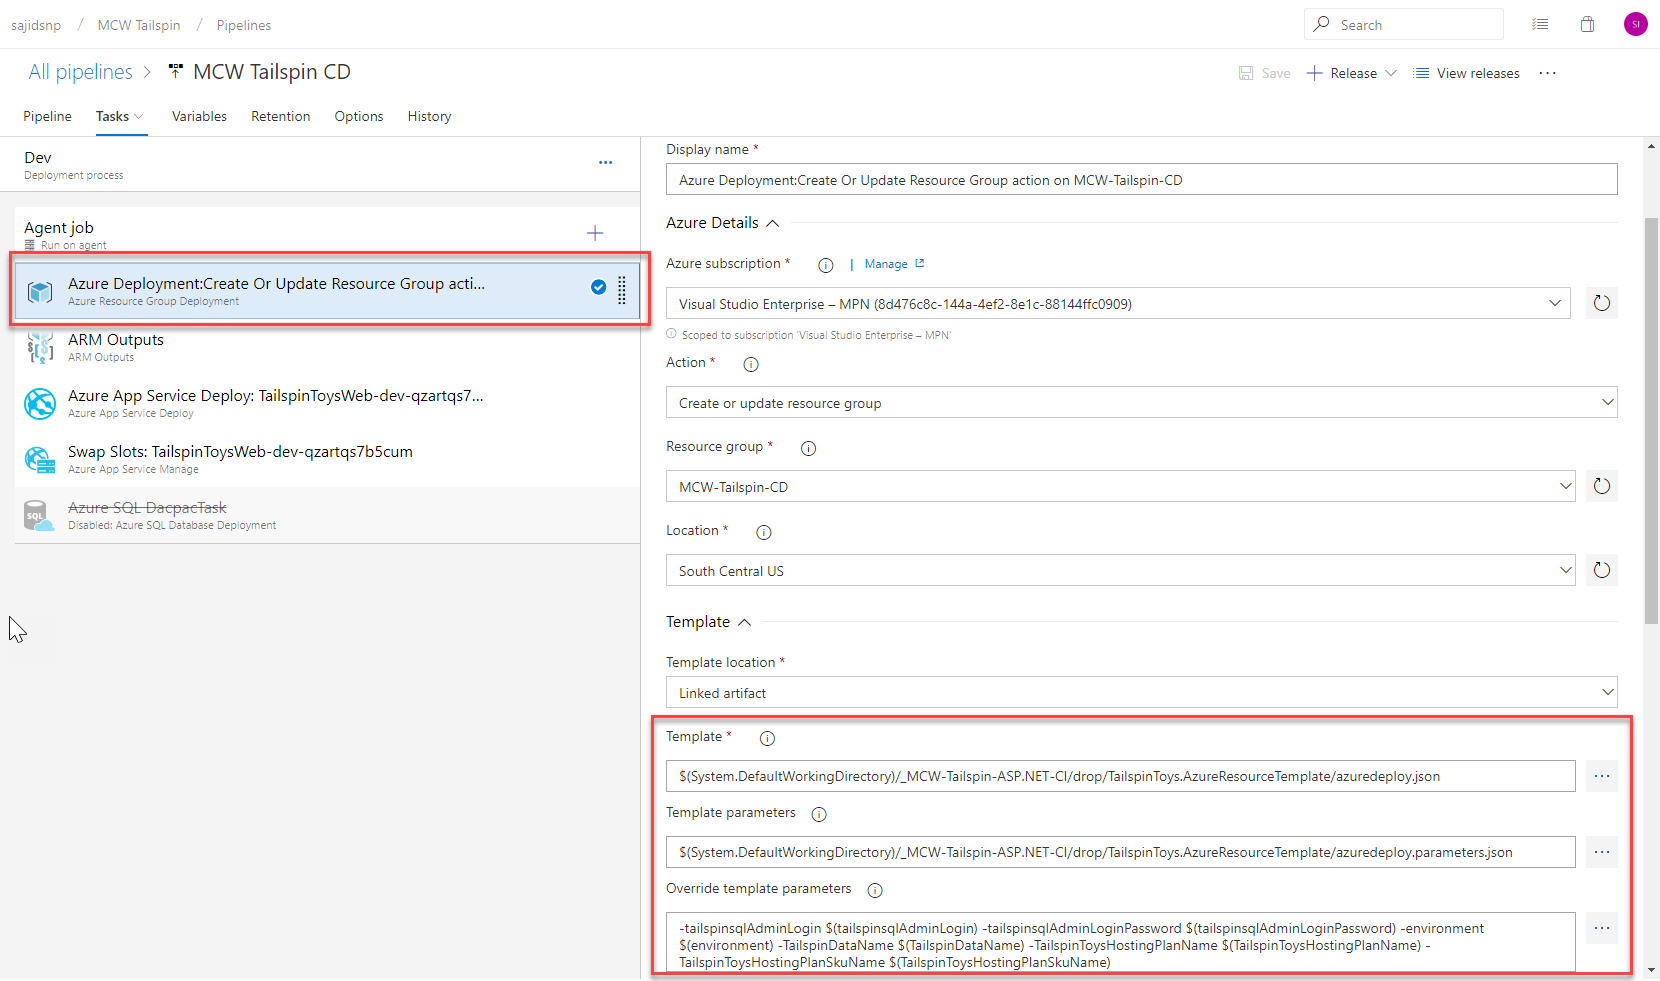 sajidsnp / MCW Tailspin / Pipelines
Search
SI
All pipelines > MCW Tailspin CD
Save
Release
View releases
Pipeline
Tasks
Variables
Retention
Options
History
Dev
Deployment process
Agent job
Run on agent
Azure Deployment:Create Or Update Resource Group acti...
Azure Resource Group Deployment
ARM Outputs
ARM Outputs
Azure App Service Deploy: TailspinToysWeb-dev-qzartqs7...
Azure App Service Deploy
Swap Slots: TailspinToysWeb-dev-qzartqs7b5cum
Azure App Service Manage
SQL
Azure SQL DacpacTask
Disabled: Azure SQL Database Deployment
Display name *
Azure Deployment:Create Or Update Resource Group action on MCW-Tailspin-CD
Azure Details
Azure subscription * | Manage
Visual Studio Enterprise – MPN (8d476c8c-144a-4ef2-8e1c-88144ffc0909)
Scoped to subscription 'Visual Studio Enterprise – MPN'
Action *
Create or update resource group
Resource group *
MCW-Tailspin-CD
Location *
South Central US
Template
Template location *
Linked artifact
Template *
$(System.DefaultWorkingDirectory)/_MCW-Tailspin-ASP.NET-CI/drop/TailspinToys.AzureResourceTemplate/azuredeploy.json
Template parameters
$(System.DefaultWorkingDirectory)/_MCW-Tailspin-ASP.NET-CI/drop/TailspinToys.AzureResourceTemplate/azuredeploy.parameters.json
Override template parameters
-tailspinsqlAdminLogin $(tailspinsqlAdminLogin) -tailspinsqlAdminLoginPassword $(tailspinsqlAdminLoginPassword) -environment
$(environment) -TailspinDataName $(TailspinDataName) -TailspinToysHostingPlanName $(TailspinToysHostingPlanName) -
TailspinToysHostingPlanSkuName $(TailspinToysHostingPlanSkuName)